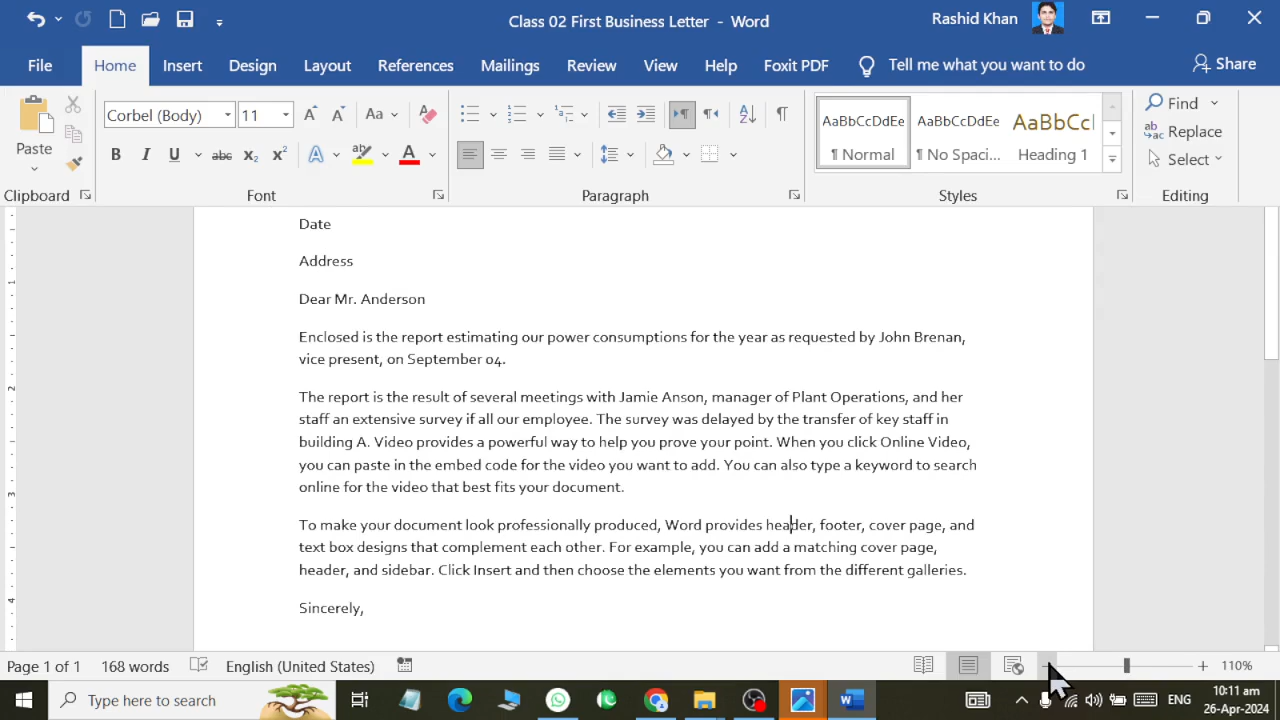 Class 02 First Business Letter - Word
Rashid Khan
File Home Insert Design Layout References Mailings Review View Help Foxit PDF Tell me what you want to do Share
Paste
Corbel (Body) 11
Aa
B I U abc X₂ X² A A
AaBbCcDdEe AaBbCcDdEe AaBbCc
¶ Normal ¶ No Spaci... Heading 1
Find
Replace
Select
Clipboard Font Paragraph Styles Editing
Date
Address
Dear Mr. Anderson
Enclosed is the report estimating our power consumptions for the year as requested by John Brenan,
vice present, on September 04.
The report is the result of several meetings with Jamie Anson, manager of Plant Operations, and her
staff an extensive survey if all our employee. The survey was delayed by the transfer of key staff in
building A. Video provides a powerful way to help you prove your point. When you click Online Video,
you can paste in the embed code for the video you want to add. You can also type a keyword to search
online for the video that best fits your document.
To make your document look professionally produced, Word provides header, footer, cover page, and
text box designs that complement each other. For example, you can add a matching cover page,
header, and sidebar. Click Insert and then choose the elements you want from the different galleries.
Sincerely,
1
2
3
4
Page 1 of 1 168 words English (United States) 110%
Type here to search
ENG
10:11 am
26-Apr-2024